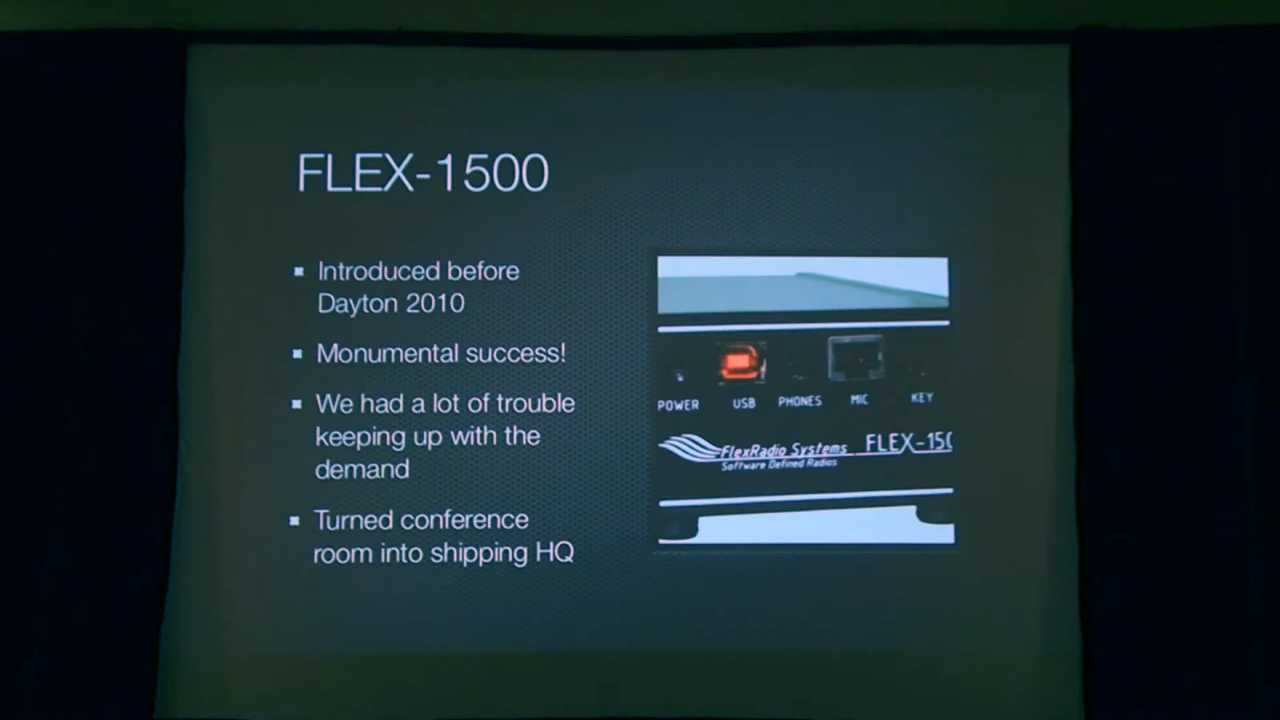 FLEX-1500
Introduced before
Dayton 2010
Monumental success!
We had a lot of trouble
keeping up with the
demand
Turned conference
room into shipping HQ
POWER USB PHONES MIC KEY
FlexRadio Systems FLEX-150
Software Defined Radios